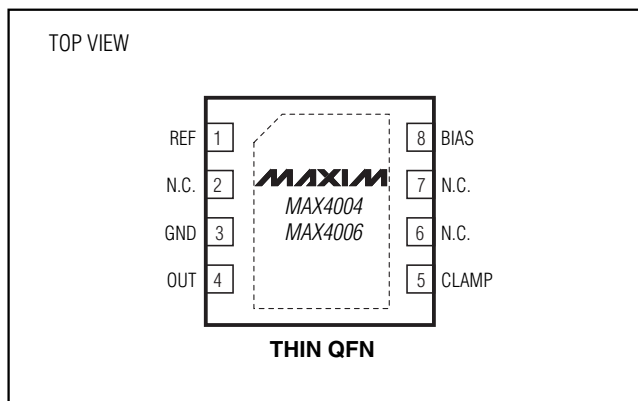 TOP VIEW
REF 1
8 BIAS
N.C. 2
MAXIM
7 N.C.
MAX4004
MAX4006
GND 3
6 N.C.
OUT 4
5 CLAMP
THIN QFN